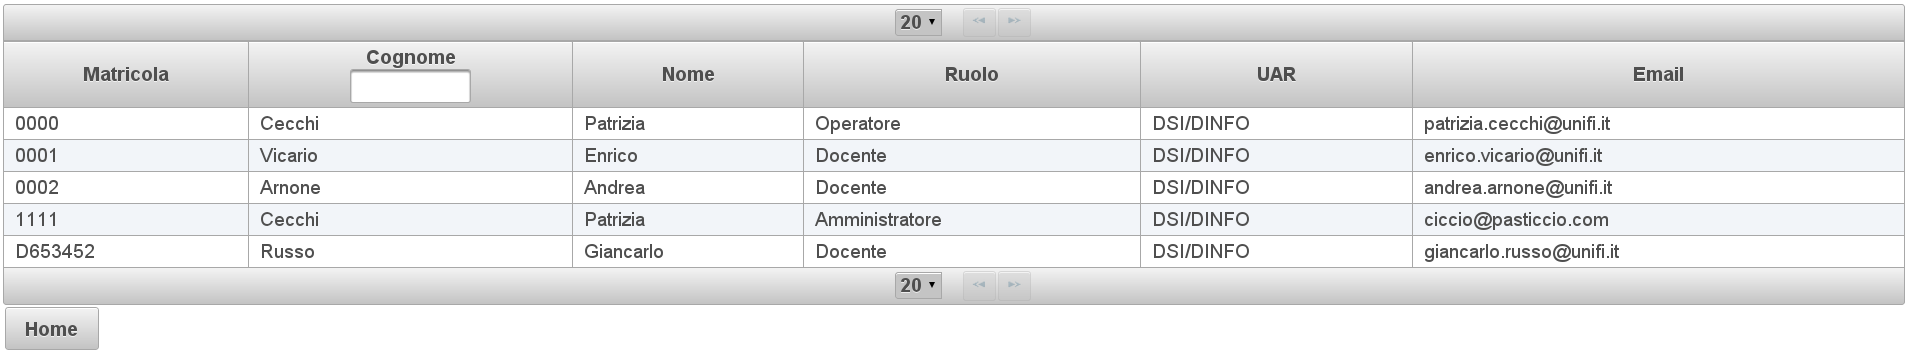 20
Matricola Cognome Nome Ruolo UAR Email
0000 Cecchi Patrizia Operatore DSI/DINFO patrizia.cecchi@unifi.it
0001 Vicario Enrico Docente DSI/DINFO enrico.vicario@unifi.it
0002 Arnone Andrea Docente DSI/DINFO andrea.arnone@unifi.it
1111 Cecchi Patrizia Amministratore DSI/DINFO ciccio@pasticcio.com
D653452 Russo Giancarlo Docente DSI/DINFO giancarlo.russo@unifi.it
20
Home